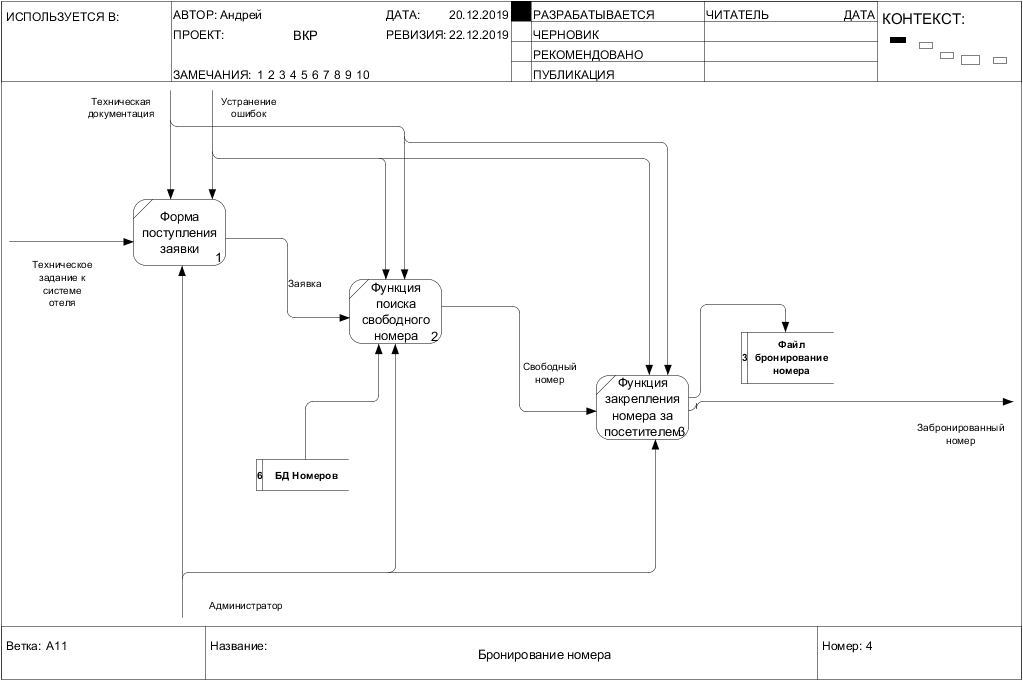 ИСПОЛЬЗУЕТСЯ В:
АВТОР: Андрей
ДАТА: 20.12.2019
ПРОЕКТ: ВКР
РЕВИЗИЯ: 22.12.2019
ЗАМЕЧАНИЯ: 1 2 3 4 5 6 7 8 9 10
РАЗРАБАТЫВАЕТСЯ
ЧЕРНОВИК
РЕКОМЕНДОВАНО
ПУБЛИКАЦИЯ
ЧИТАТЕЛЬ ДАТА
КОНТЕКСТ:
Техническая
документация
Устранение
ошибок
Форма
поступления
заявки
1
Техническое
задание к
системе
отеля
Заявка
Функция
поиска
свободного
номера 2
Свободный
номер
Функция
закрепления
номера за
посетителем3
Файл
3 бронирование
номера
Забронированный
номер
6 БД Номеров
Администратор
Ветка: A11
Название:
Бронирование номера
Номер: 4